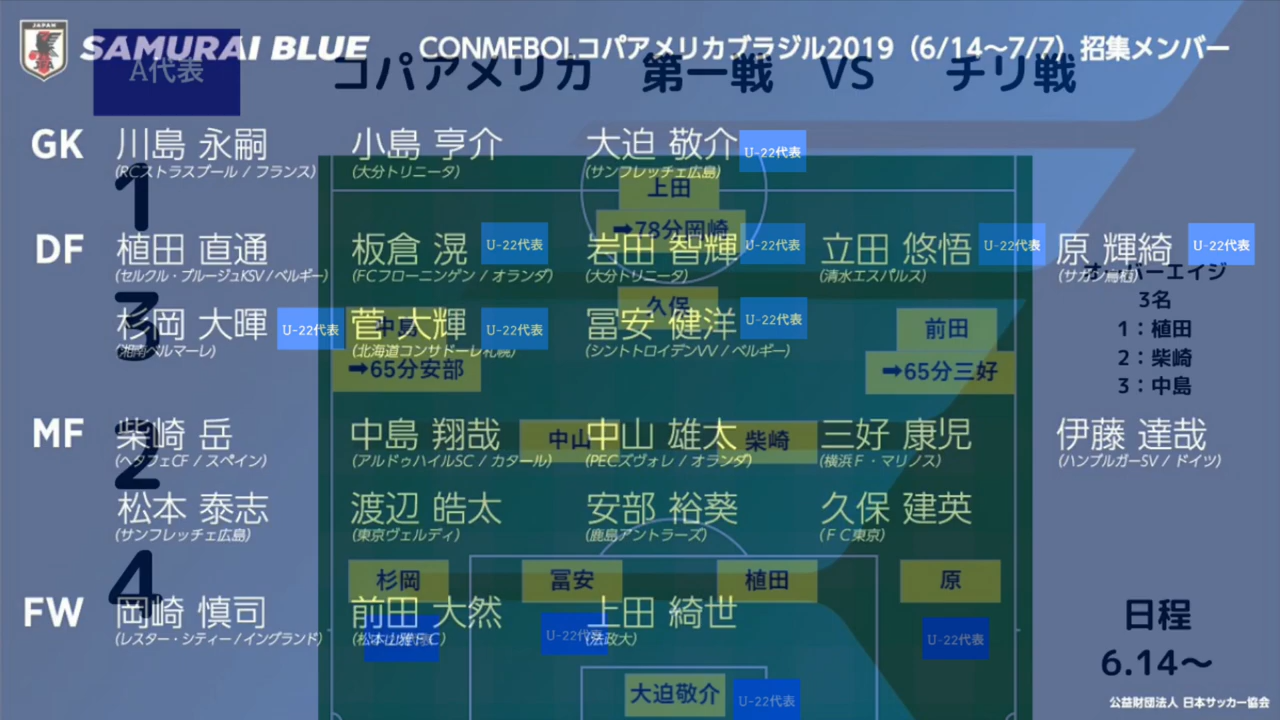 JAPAN
JFA
SAMURAI BLUE
CONMEBOLコパアメリカブラジル2019（6/14～7/7）招集メンバー
A代表
コパアメリカ 第一戦 VS チリ戦
GK 川島 永嗣 小島 亨介 大迫 敬介 U-22代表
(RCストラスブール / フランス) (大分トリニータ) (サンフレッチェ広島)
1
上田
➡78分岡崎
DF 植田 直通 板倉 滉 U-22代表 岩田 智輝 U-22代表 立田 悠悟 U-22代表 原 輝綺 U-22代表
(セルクル・ブルージュKSV / ベルギー) (FCフローニンゲン / オランダ) (大分トリニータ) (清水エスパルス) (サガン鳥栖)
オーバーエイジ
3名
1：植田
2：柴崎
3：中島
3
久保
中島
前田
杉岡 大暉 U-22代表 菅 大輝 U-22代表 冨安 健洋 U-22代表
(湘南ベルマーレ) (北海道コンサドーレ札幌) (シントトロイデンVV / ベルギー)
➡65分安部
➡65分三好
MF 柴崎 岳 中島 翔哉 中山 雄太 三好 康児 伊藤 達哉
(ヘタフェCF / スペイン) (アルドゥハイルSC / カタール) (PECズヴォレ / オランダ) (横浜Ｆ・マリノス) (ハンブルガーSV / ドイツ)
2
中山
柴崎
松本 泰志 渡辺 皓太 安部 裕葵 久保 建英
(サンフレッチェ広島) (東京ヴェルディ) (鹿島アントラーズ) (ＦＣ東京)
4
杉岡 冨安 植田 原
FW 岡崎 慎司 前田 大然 上田 綺世
(レスター・シティー / イングランド) (松本山雅ＦＣ) (法政大)
U-22代表 U-22代表
大迫敬介 U-22代表
日程
6.14～
公益財団法人 日本サッカー協会